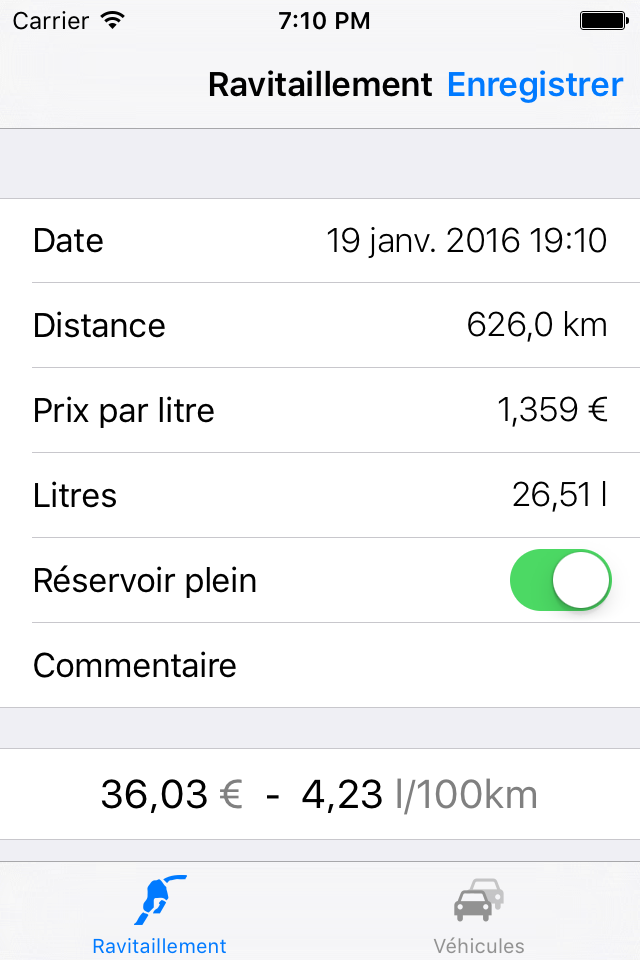 Carrier 7:10 PM
Ravitaillement Enregistrer
Date 19 janv. 2016 19:10
Distance 626,0 km
Prix par litre 1,359 €
Litres 26,51 l
Réservoir plein
Commentaire
36,03 € - 4,23 l/100km
Ravitaillement Véhicules